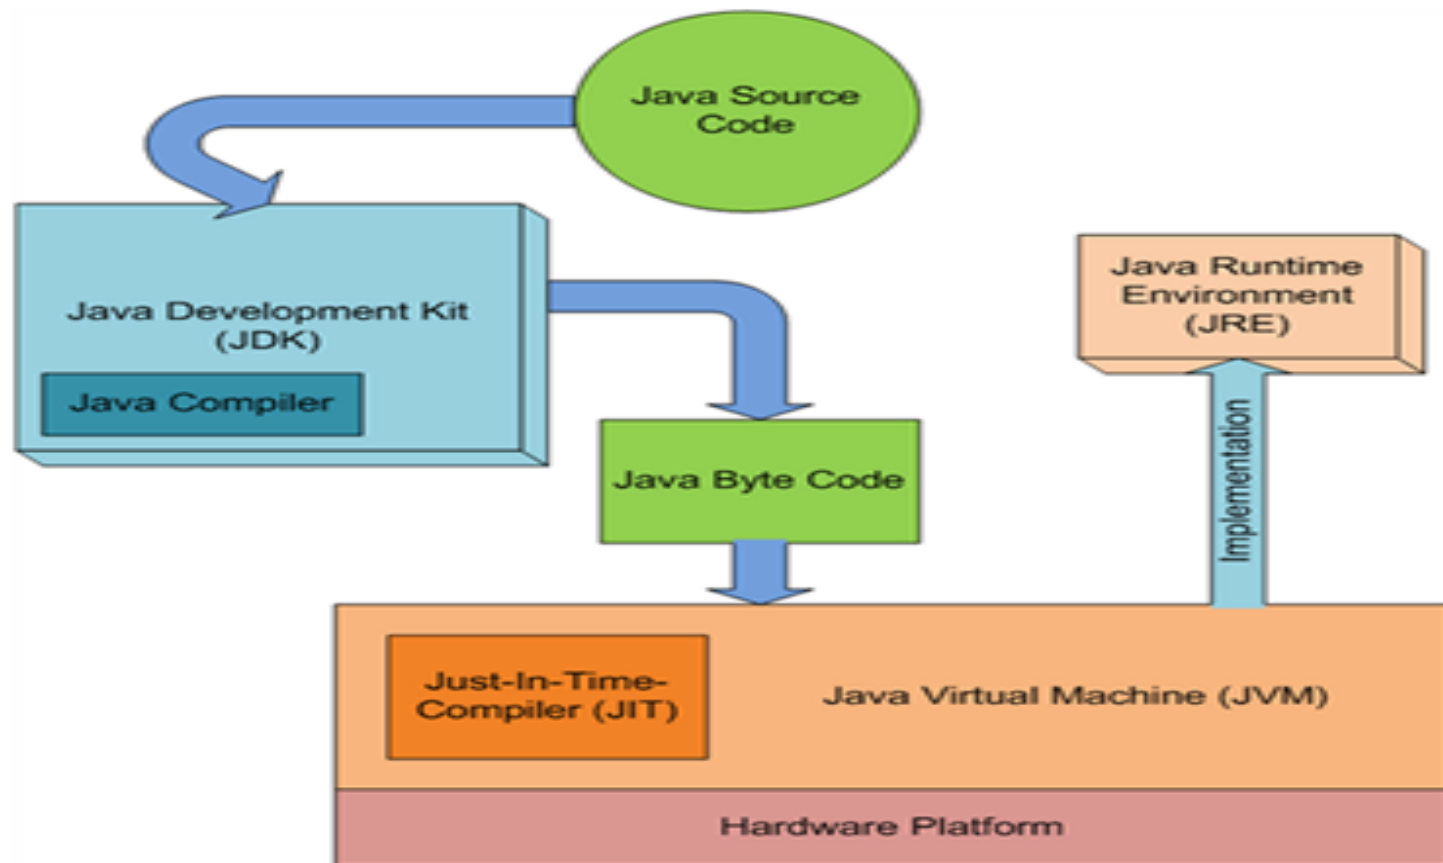 Java Source
Code
Java Development Kit
(JDK)
Java Compiler
Java Runtime
Environment
(JRE)
Java Byte Code
Implementation
Just-In-Time-
Compiler (JIT)
Java Virtual Machine (JVM)
Hardware Platform